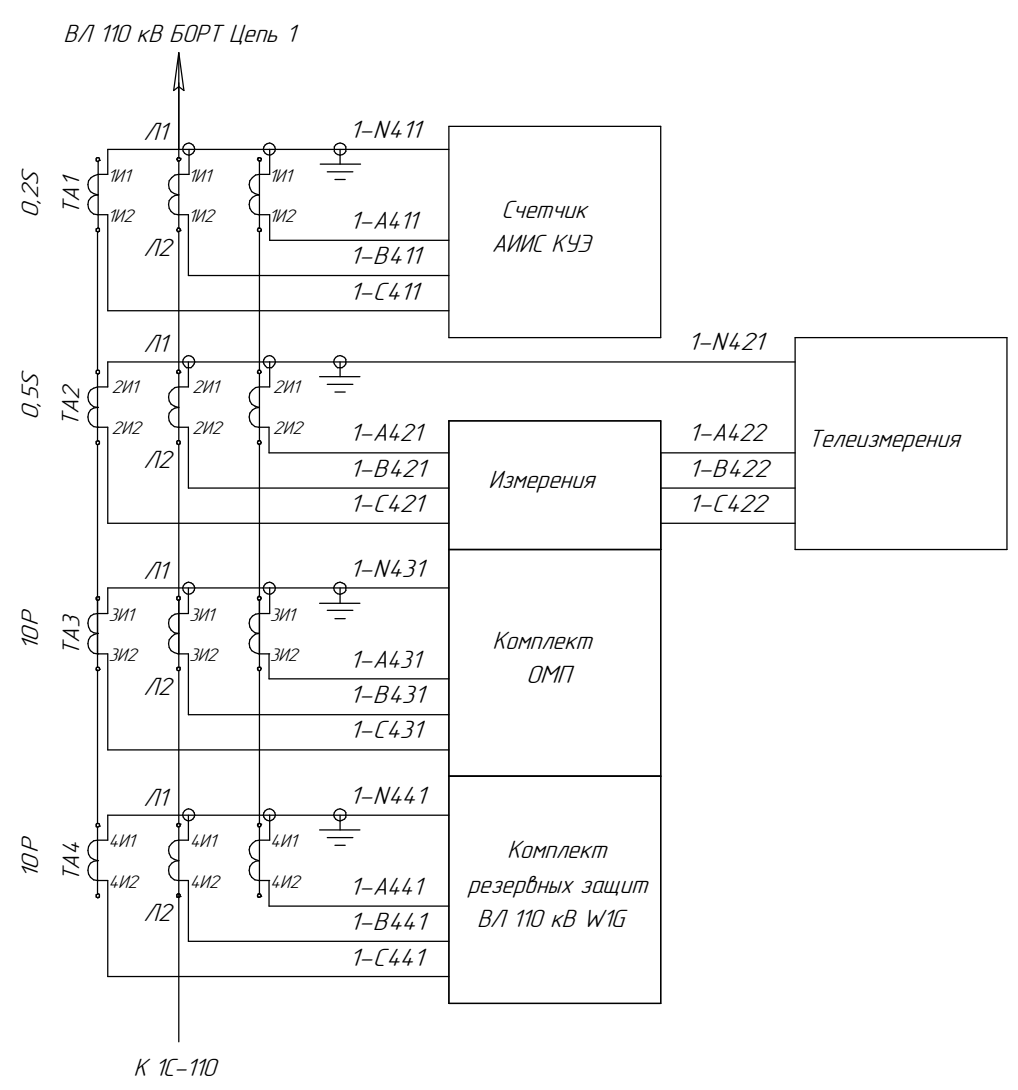 ВЛ 110 кВ БОРТ Цепь 1
Л1
1-N411
0,2S
ТА1
1И1
1И1
1И1
1И2
1И2
1И2
Л2
1-A411
1-B411
1-C411
Счетчик
АИИС КУЭ
Л1
1-N421
0,5S
ТА2
2И1
2И1
2И1
2И2
2И2
2И2
Л2
1-A421
1-B421
1-C421
Измерения
1-A422
1-B422
1-C422
Телеизмерения
Л1
1-N431
10Р
ТА3
3И1
3И1
3И1
3И2
3И2
3И2
Л2
1-A431
1-B431
1-C431
Комплект
ОМП
Л1
1-N441
10Р
ТА4
4И1
4И1
4И1
4И2
4И2
4И2
Л2
1-A441
1-B441
1-C441
Комплект
резервных защит
ВЛ 110 кВ W1G
К 1С-110